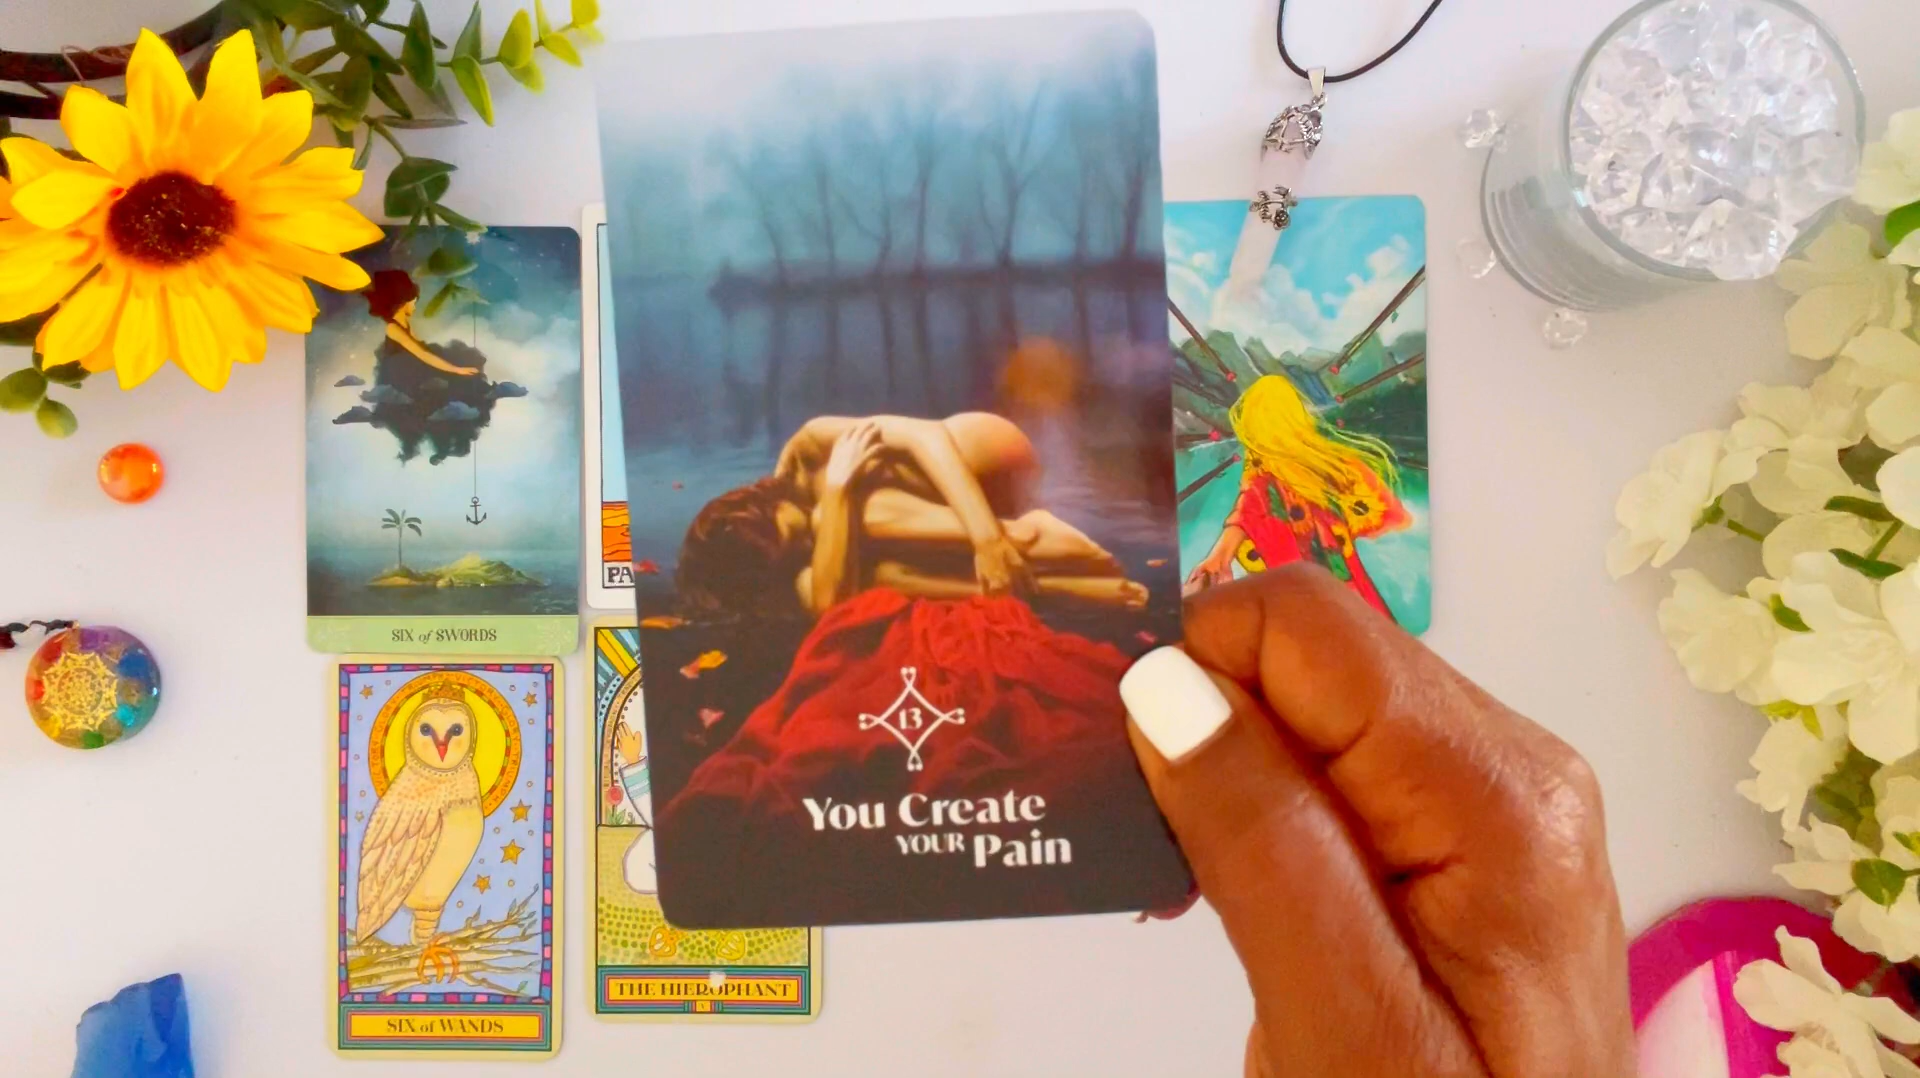 13
You Create
YOUR Pain
SIX of SWORDS
PA
SIX of WANDS
THE HIEROPHANT
V